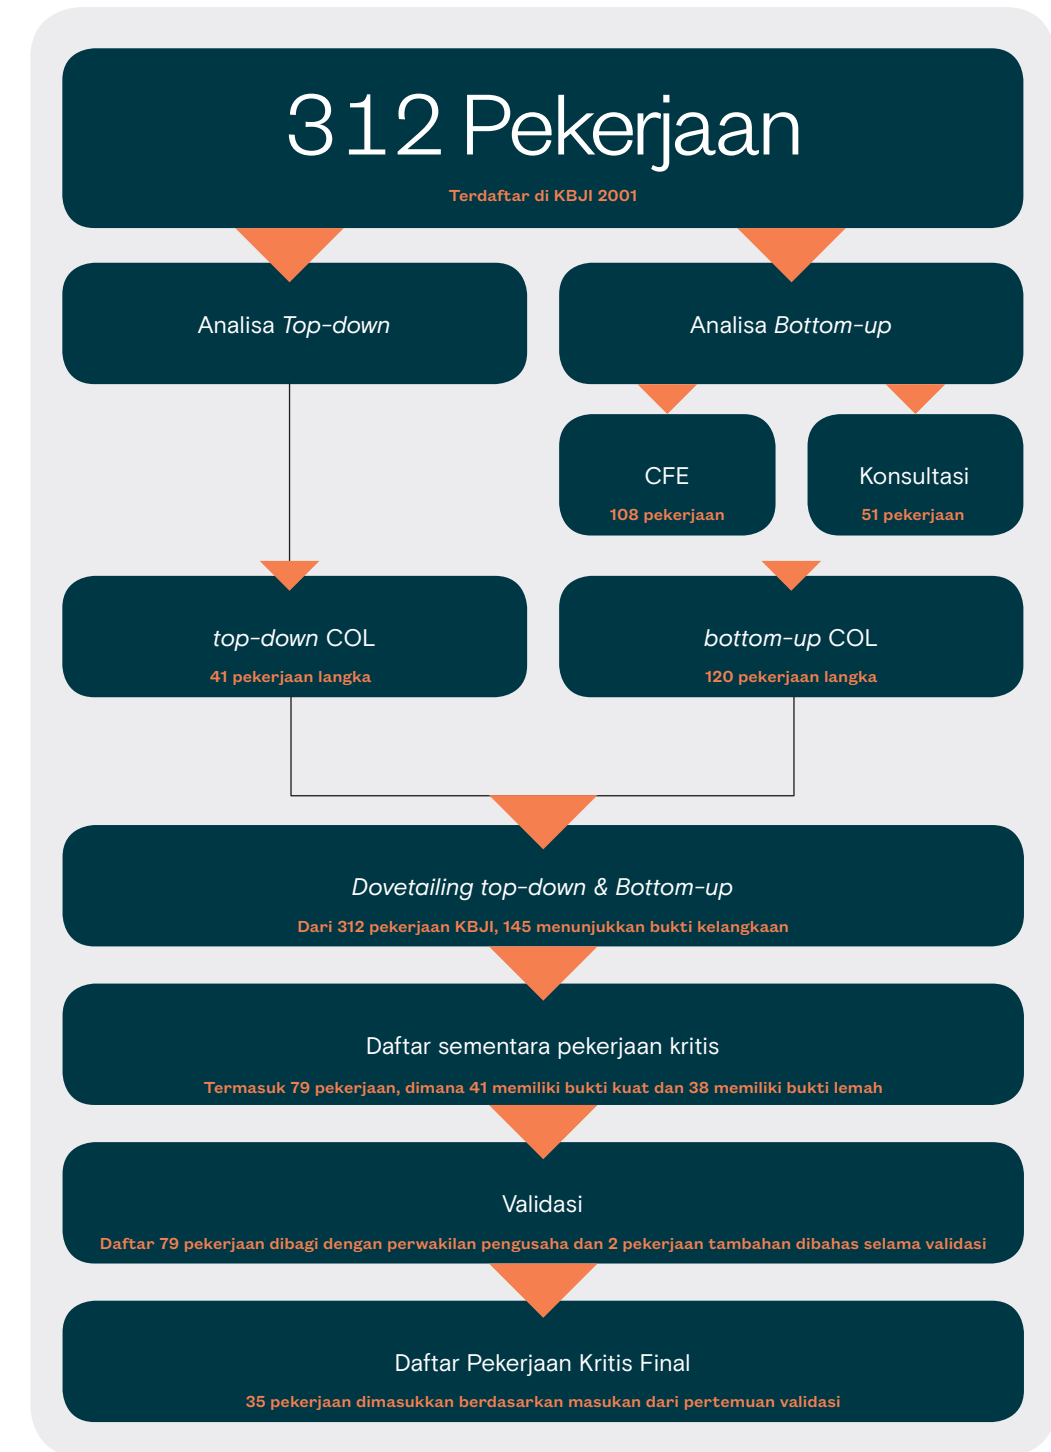 312 Pekerjaan
Terdaftar di KBJI 2001
Analisa Top-down
Analisa Bottom-up
CFE
108 pekerjaan
Konsultasi
51 pekerjaan
top-down COL
41 pekerjaan langka
bottom-up COL
120 pekerjaan langka
Dovetailing top-down & Bottom-up
Dari 312 pekerjaan KBJI, 145 menunjukkan bukti kelangkaan
Daftar sementara pekerjaan kritis
Termasuk 79 pekerjaan, dimana 41 memiliki bukti kuat dan 38 memiliki bukti lemah
Validasi
Daftar 79 pekerjaan dibagi dengan perwakilan pengusaha dan 2 pekerjaan tambahan dibahas selama validasi
Daftar Pekerjaan Kritis Final
35 pekerjaan dimasukkan berdasarkan masukan dari pertemuan validasi